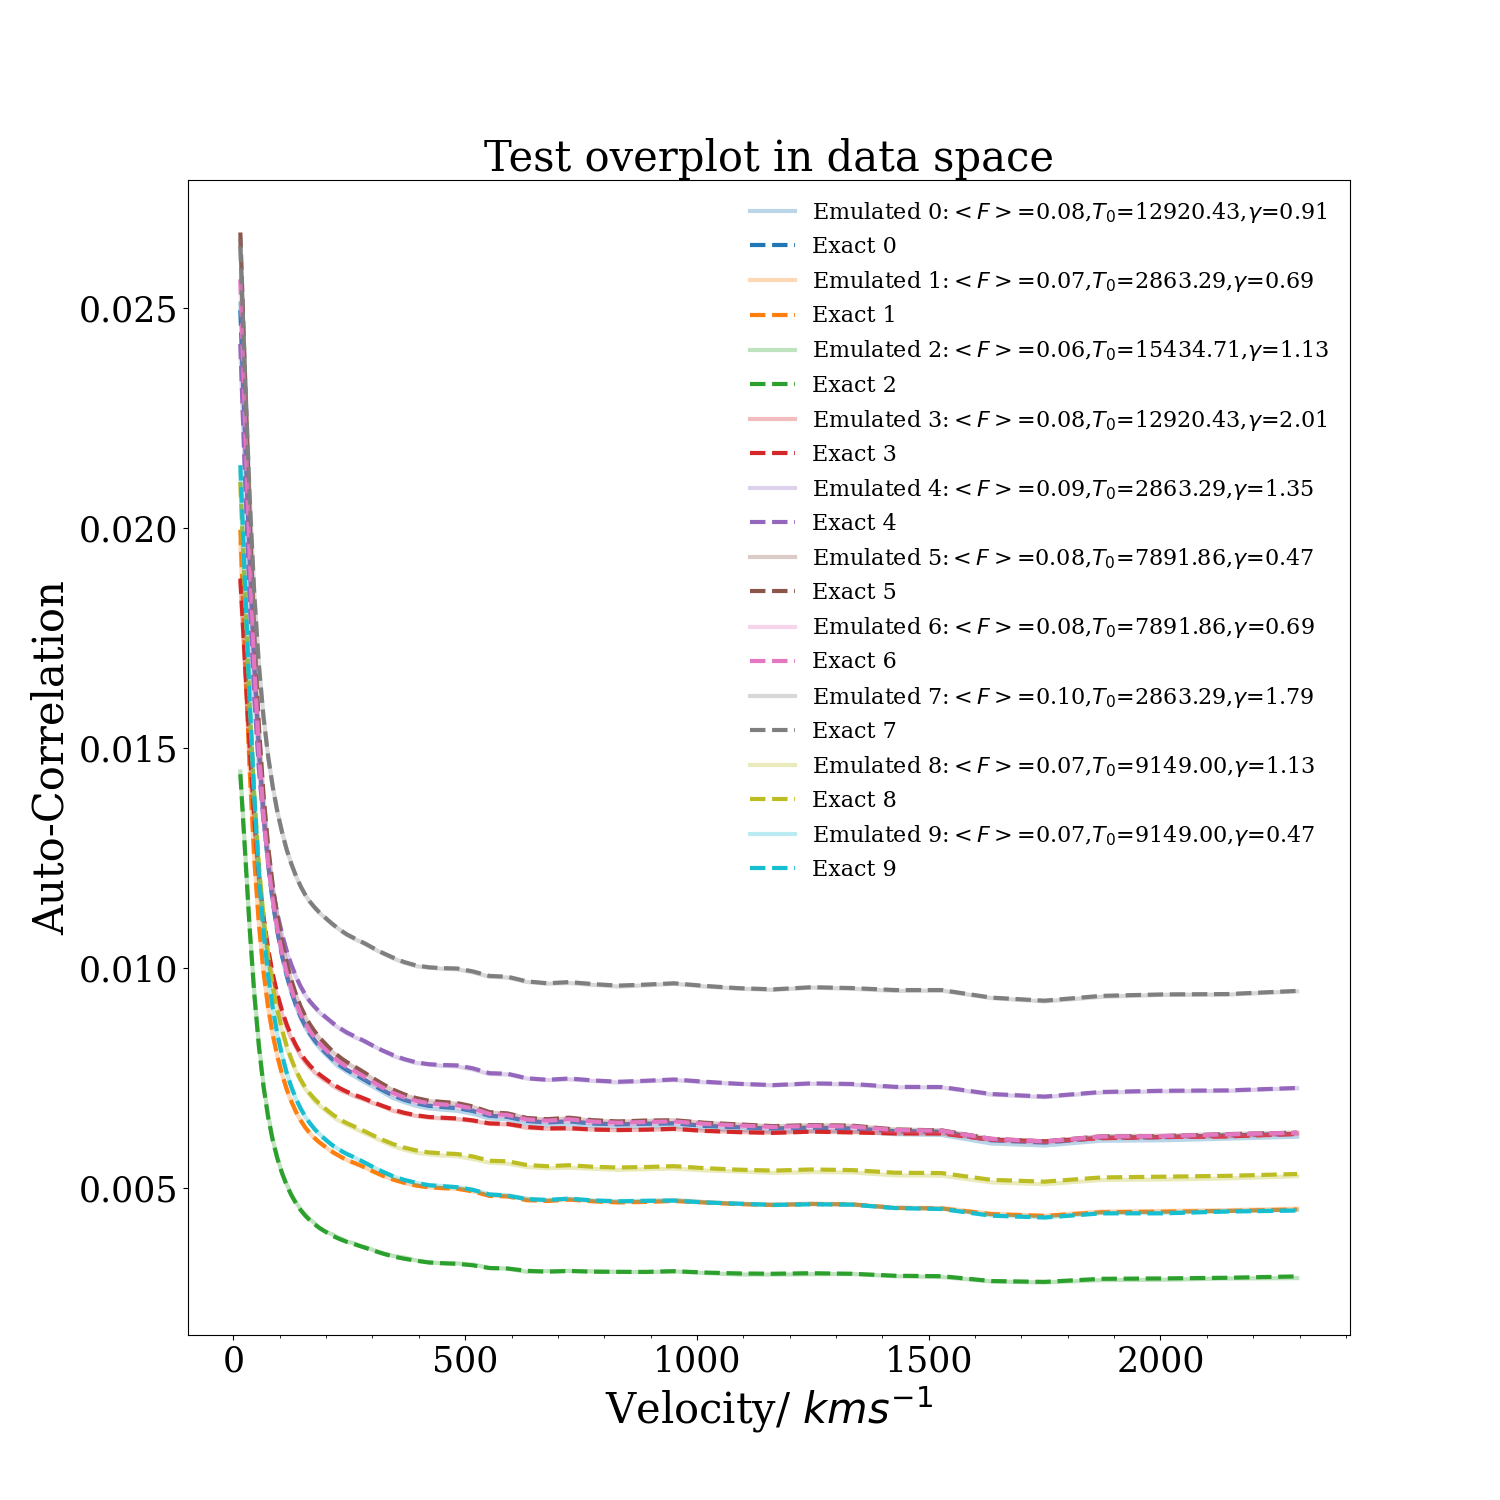 Test overplot in data space
Emulated 0:<F>=0.08,T₀=12920.43,γ=0.91
Exact 0
Emulated 1:<F>=0.07,T₀=2863.29,γ=0.69
Exact 1
Emulated 2:<F>=0.06,T₀=15434.71,γ=1.13
Exact 2
Emulated 3:<F>=0.08,T₀=12920.43,γ=2.01
Exact 3
Emulated 4:<F>=0.09,T₀=2863.29,γ=1.35
Exact 4
Emulated 5:<F>=0.08,T₀=7891.86,γ=0.47
Exact 5
Emulated 6:<F>=0.08,T₀=7891.86,γ=0.69
Exact 6
Emulated 7:<F>=0.10,T₀=2863.29,γ=1.79
Exact 7
Emulated 8:<F>=0.07,T₀=9149.00,γ=1.13
Exact 8
Emulated 9:<F>=0.07,T₀=9149.00,γ=0.47
Exact 9
Auto-Correlation
0.025
0.020
0.015
0.010
0.005
0 500 1000 1500 2000
Velocity/ kms⁻¹